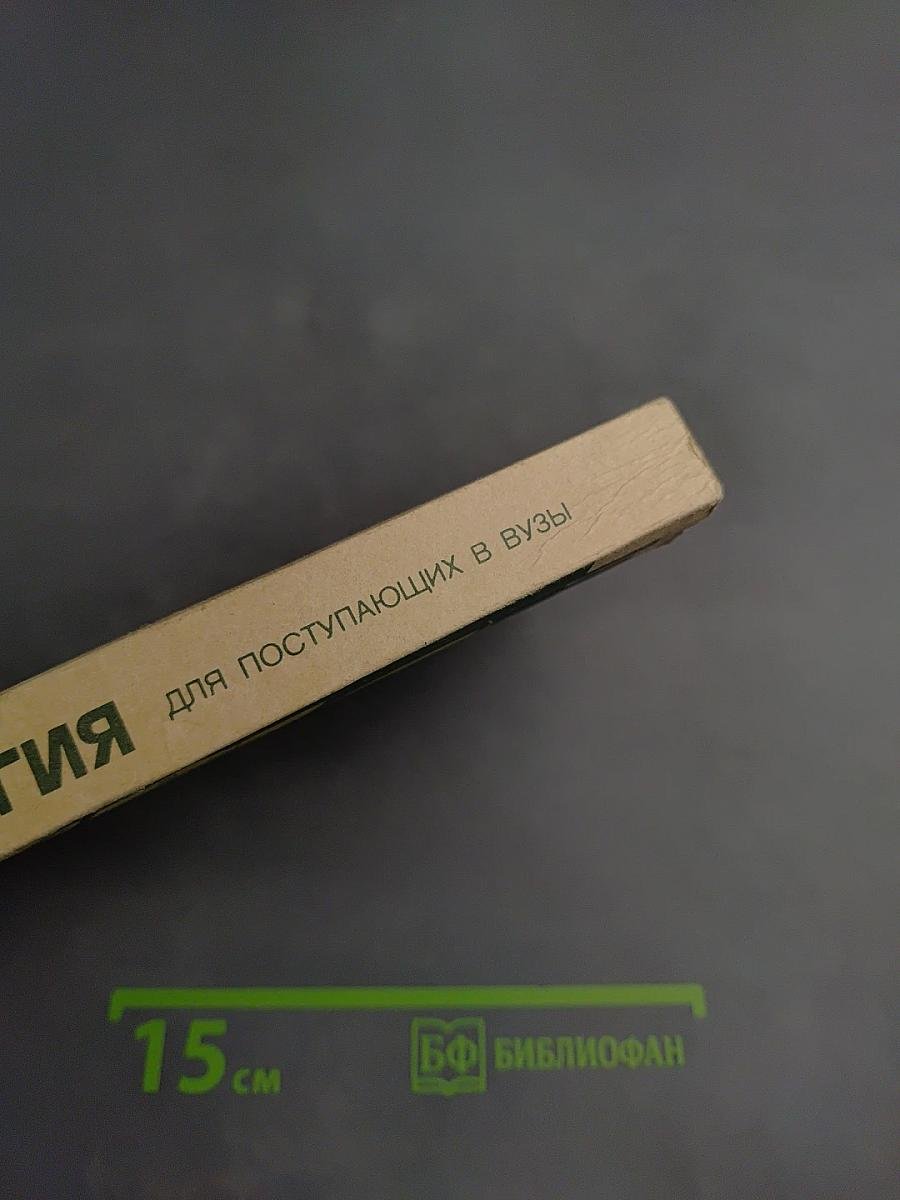 ГИЯ ДЛЯ ПОСТУПАЮЩИХ В ВУЗЫ
15 см
БФ БИБЛИОФАН